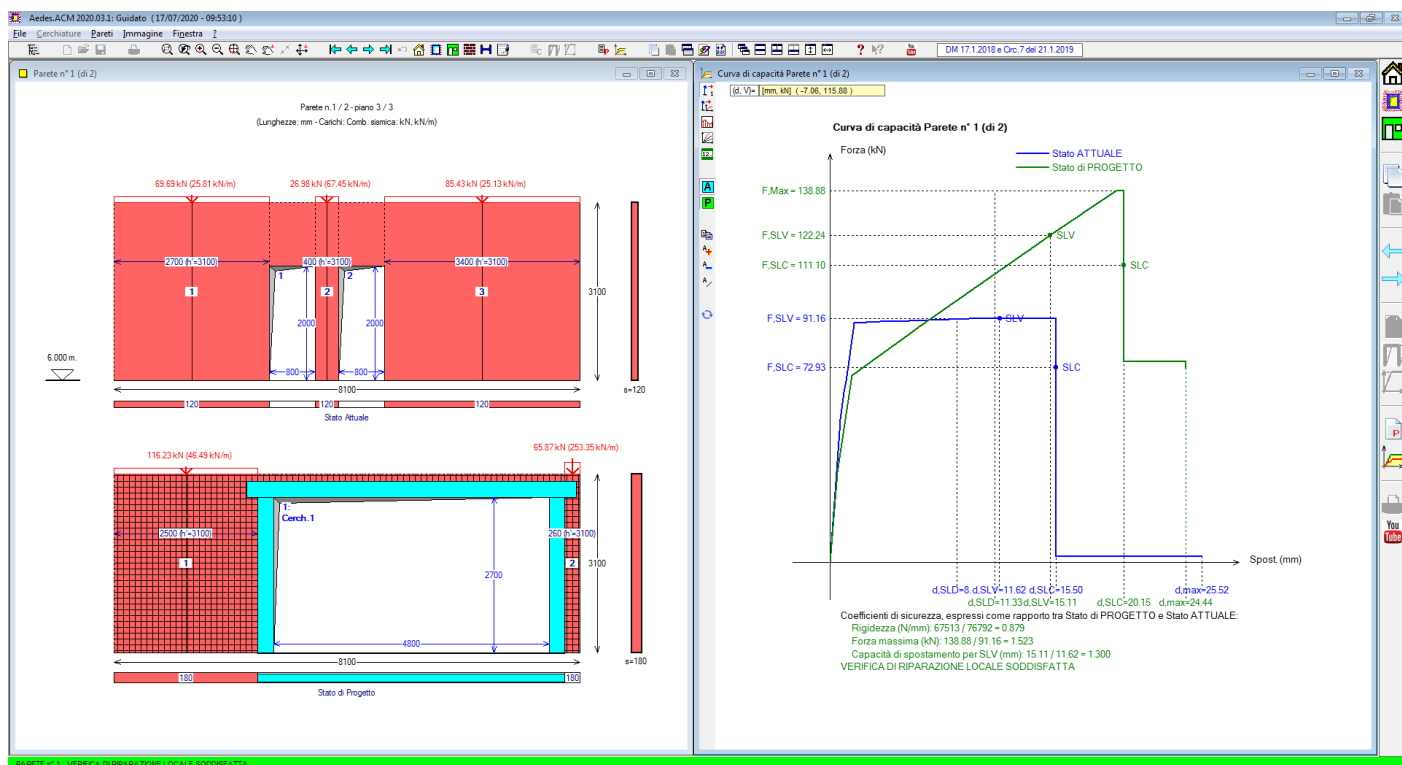 Aedes.ACM 2020.03.1: Guidato ( 17/07/2020 - 09:53:10 )
File Cerchiature Pareti Immagine Finestra ?
DM 17.1.2018 e Circ.7 del 21.1.2019
Parete n° 1 (di 2)
Parete n.1 / 2 - piano 3 / 3
(Lunghezze: mm - Carichi: Comb. sismica: kN, kN/m)
69.69 kN (25.81 kN/m) 26.98 kN (67.45 kN/m) 85.43 kN (25.13 kN/m)
2700 (h'=3100) 400 (h'=3100) 3400 (h'=3100)
1 2
1 2 3
3100
2000 2000
6.000 m.
800 800
8100
s=120
120 120 120
Stato Attuale
116.23 kN (46.49 kN/m) 65.87 kN (253.35 kN/m)
1:
Cerch.1
2500 (h'=3100) 260 (h'=3100)
1 2
3100
2700
4800
8100
s=180
180 180
Stato di Progetto
Curva di capacità Parete n° 1 (di 2)
(d, V)= [mm, kN] ( -7.06, 115.88 )
Curva di capacità Parete n° 1 (di 2)
Forza (kN)
Stato ATTUALE
Stato di PROGETTO
F,Max = 138.88
F,SLV = 122.24
SLV
F,SLC = 111.10
SLC
F,SLV = 91.16
SLV
F,SLC = 72.93
SLC
Spost.(mm)
d,SLD=8. d,SLV=11.62 d,SLC=15.50 d,max=25.52
d,SLD=11.33 d,SLV=15.11 d,SLC=20.15 d,max=24.44
Coefficienti di sicurezza, espressi come rapporto tra Stato di PROGETTO e Stato ATTUALE:
Rigidezza (N/mm): 67513 / 76792 = 0.879
Forza massima (kN): 138.88 / 91.16 = 1.523
Capacità di spostamento per SLV (mm): 15.11 / 11.62 = 1.300
VERIFICA DI RIPARAZIONE LOCALE SODDISFATTA
A
P
P
You
Tube
PARETE n° 1 : VERIFICA DI RIPARAZIONE LOCALE SODDISFATTA